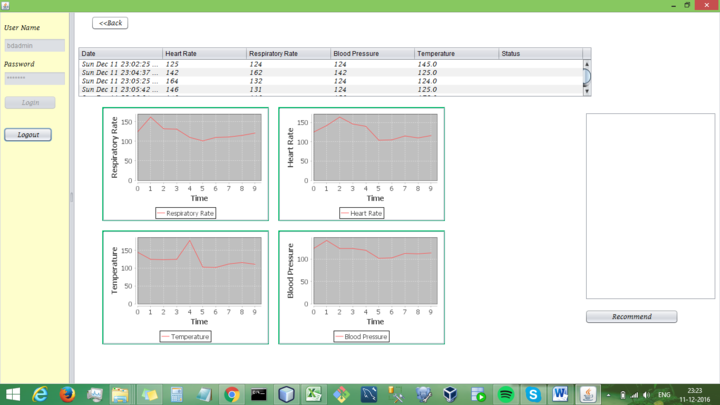 <<Back
User Name
bdadmin
Password
*******
Login
Logout
Date Heart Rate Respiratory Rate Blood Pressure Temperature Status
Sun Dec 11 23:02:25 ... 125 124 124 145.0
Sun Dec 11 23:04:37 ... 142 162 142 125.0
Sun Dec 11 23:05:25 ... 164 132 124 124.0
Sun Dec 11 23:05:42 ... 146 131 124 125.0
Respiratory Rate
150
100
50
0
0 1 2 3 4 5 6 7 8 9
Time
Respiratory Rate
Heart Rate
150
100
50
0
0 1 2 3 4 5 6 7 8 9
Time
Heart Rate
Temperature
150
100
50
0
0 1 2 3 4 5 6 7 8 9
Time
Temperature
Blood Pressure
100
50
0
0 1 2 3 4 5 6 7 8 9
Time
Blood Pressure
Recommend
ENG
23:23
11-12-2016